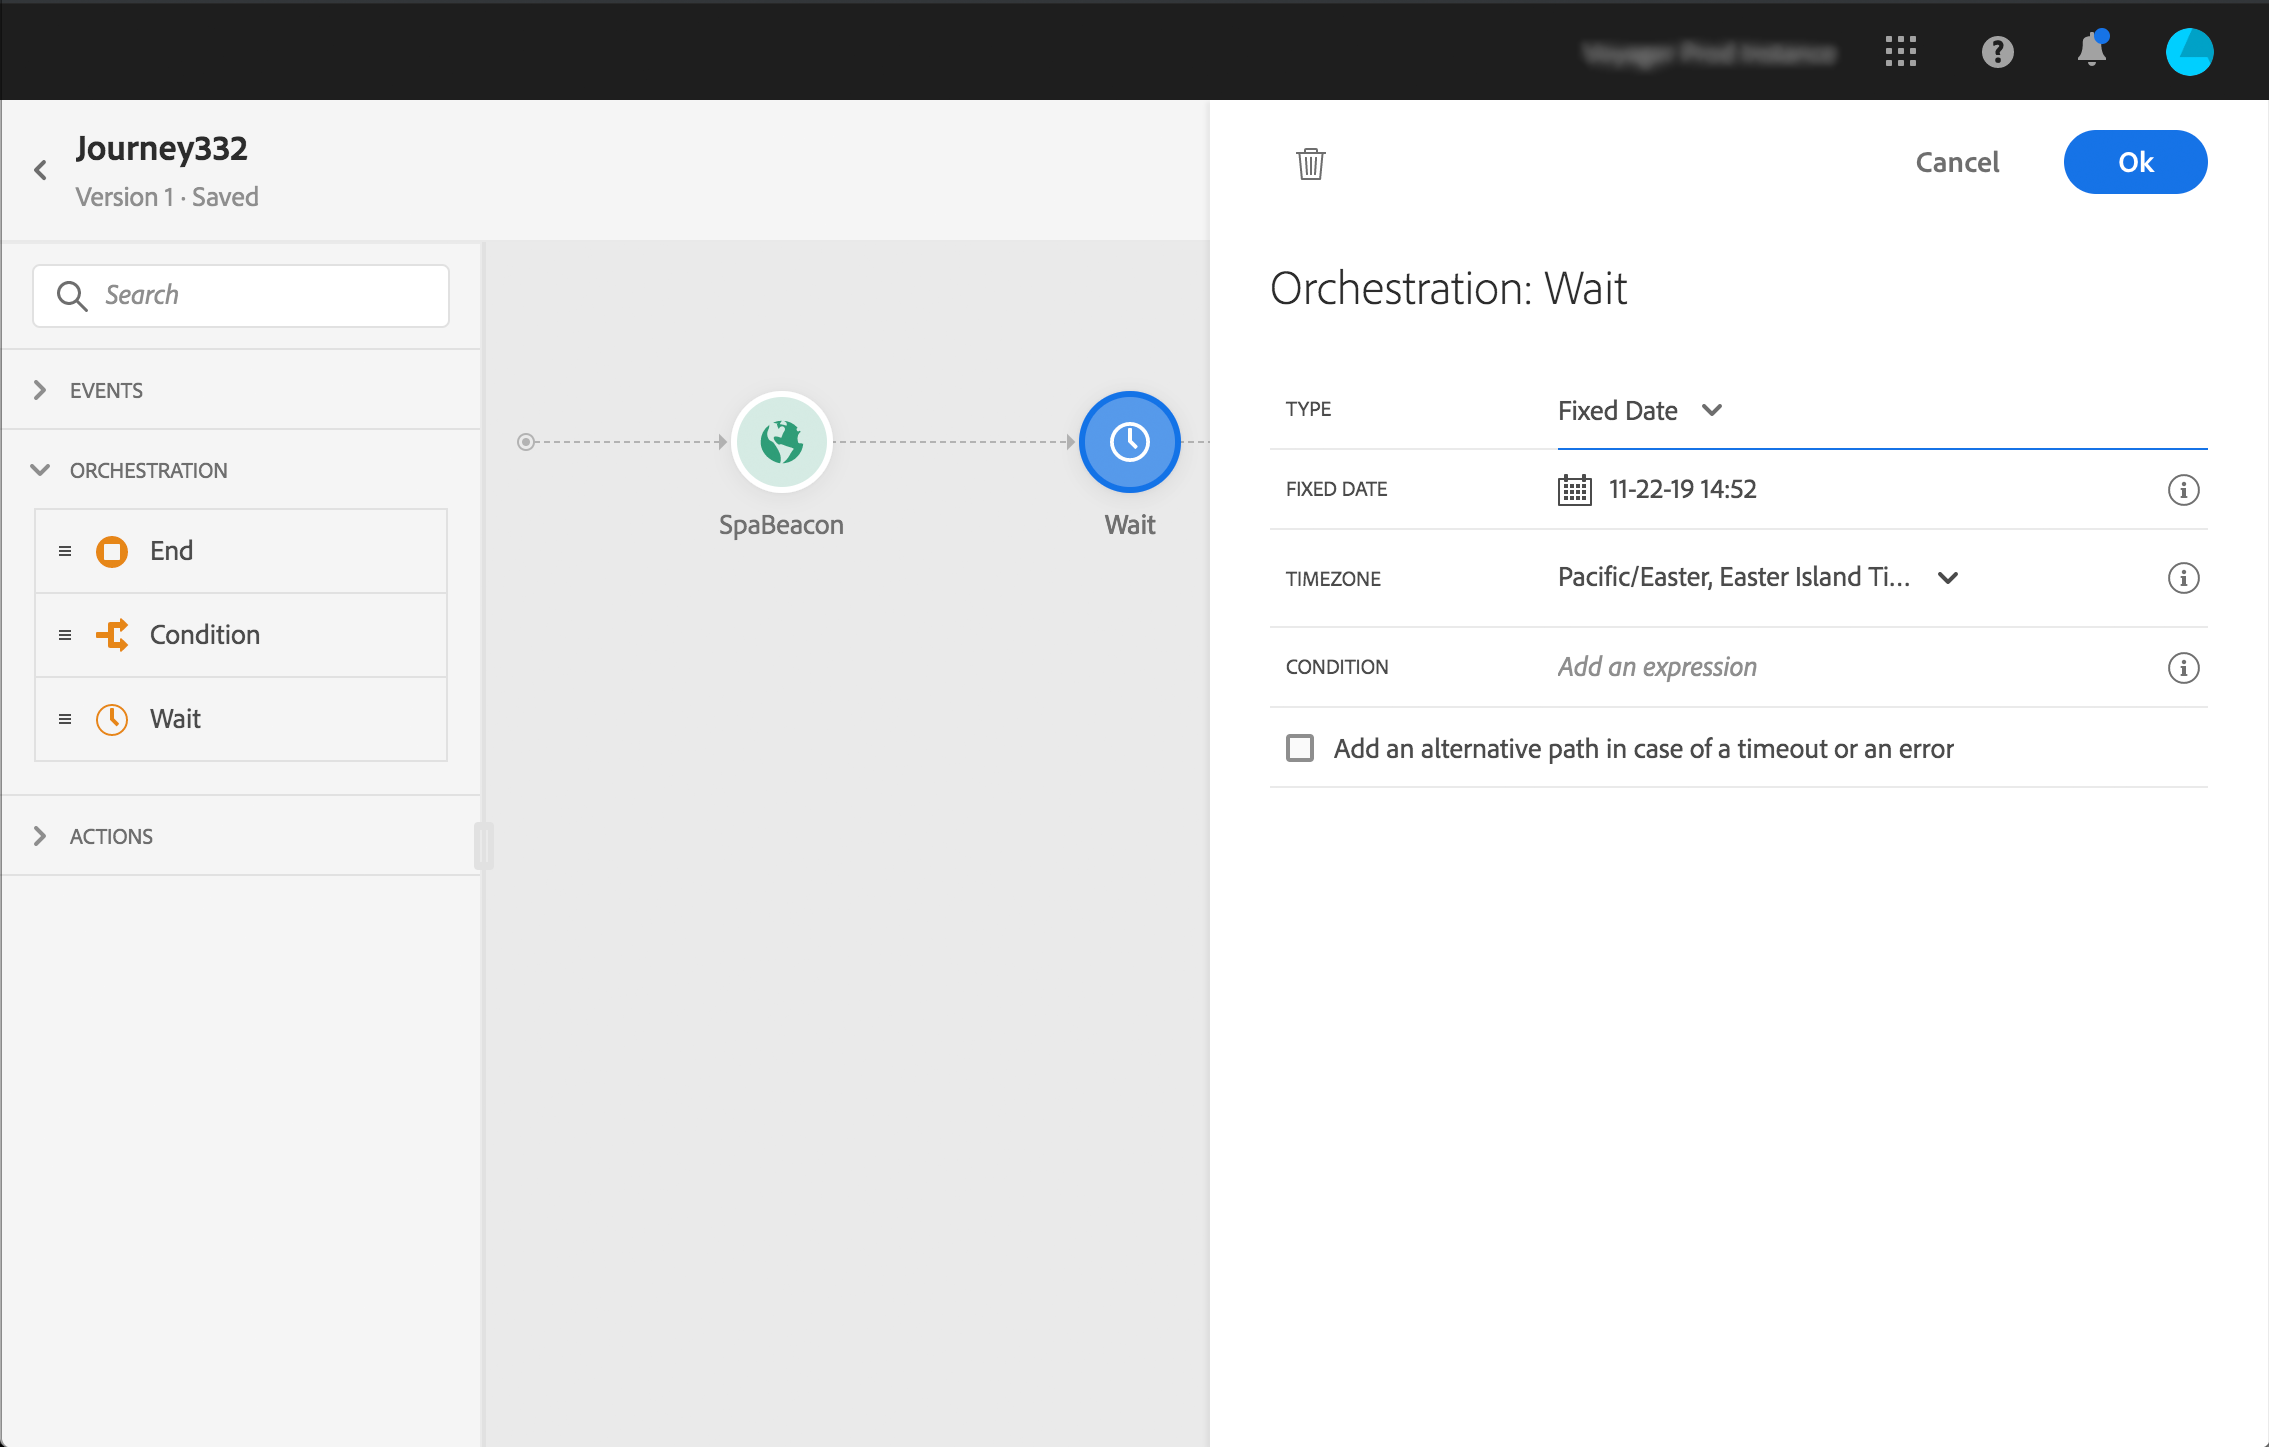 Journey332
Version 1 · Saved
Search
EVENTS
ORCHESTRATION
End
Condition
Wait
ACTIONS
SpaBeacon
Wait
Cancel
Ok
Orchestration: Wait
TYPE Fixed Date
FIXED DATE 11-22-19 14:52
TIMEZONE Pacific/Easter, Easter Island Ti...
CONDITION Add an expression
Add an alternative path in case of a timeout or an error